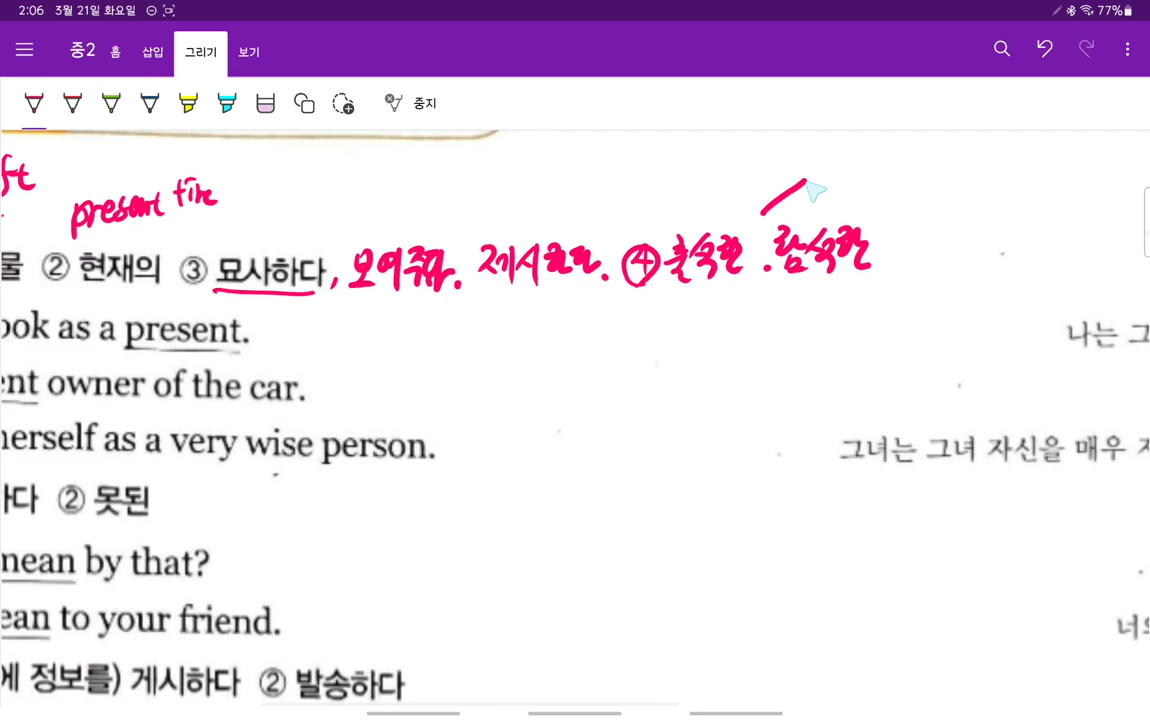 2:06 3월 21일 화요일 77%
중2 홈 삽입 그리기 보기
중지
ft
present time
물 ② 현재의 ③ 묘사하다, 보여주다. 제시하다. ④ 출석한. 참석한
ook as a present.
나는 그
ent owner of the car.
herself as a very wise person.
그녀는 그녀 자신을 매우 지
하다 ② 못된
mean by that?
ean to your friend.
너의
에 정보를) 게시하다 ② 발송하다